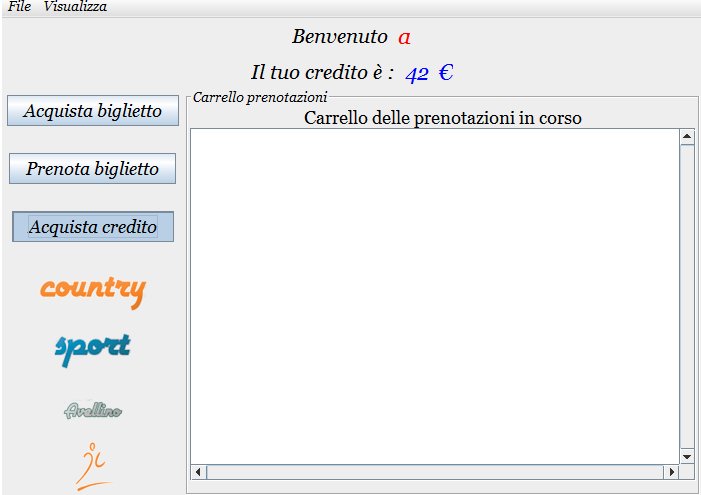 File Visualizza
Benvenuto a
Il tuo credito è : 42 €
Acquista biglietto
Prenota biglietto
Acquista credito
country
sport
Avellino
Carrello prenotazioni
Carrello delle prenotazioni in corso